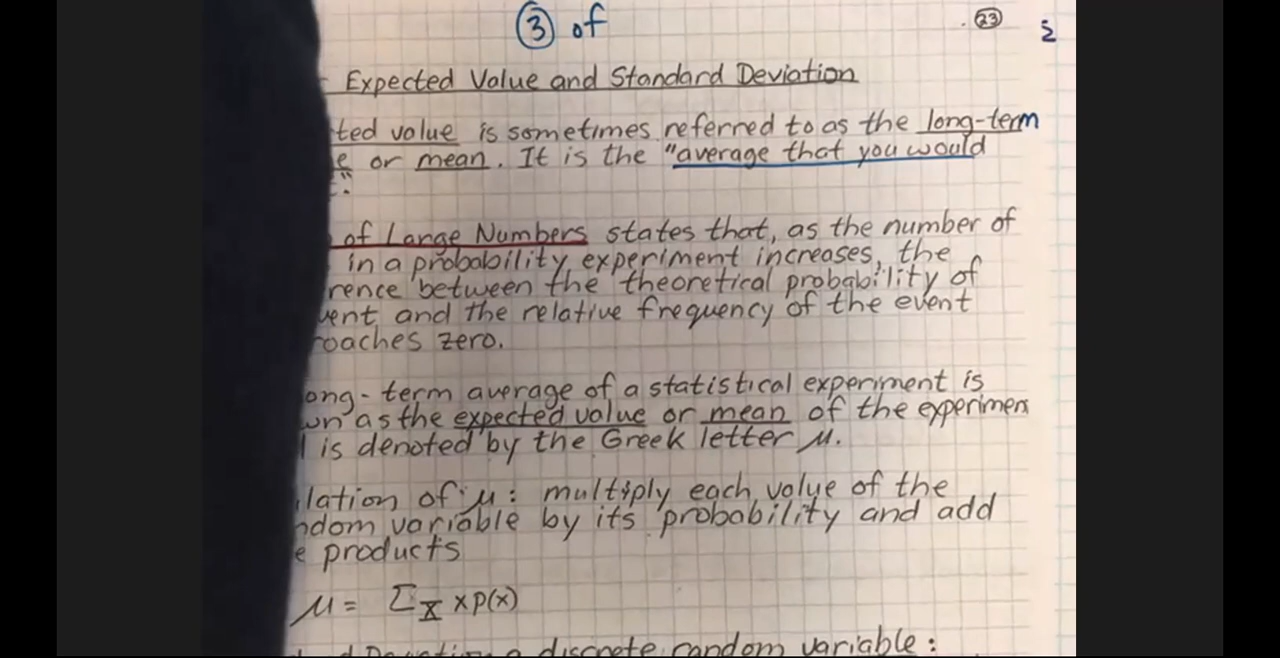 ③ of
23
Expected Value and Standard Deviation
ted value is sometimes referred to as the long-term
e or mean. It is the "average that you would
:"
of Large Numbers states that, as the number of
in a probability experiment increases, the
rence between the theoretical probability of
vent and the relative frequency of the event
roaches zero.
ong-term average of a statistical experiment is
wn as the expected value or mean of the experimen
is denoted by the Greek letter μ.
lation of μ: multiply each value of the
ndom variable by its probability and add
e products
μ = Σ_X x P(x)
d Deviation a discrete random variable: